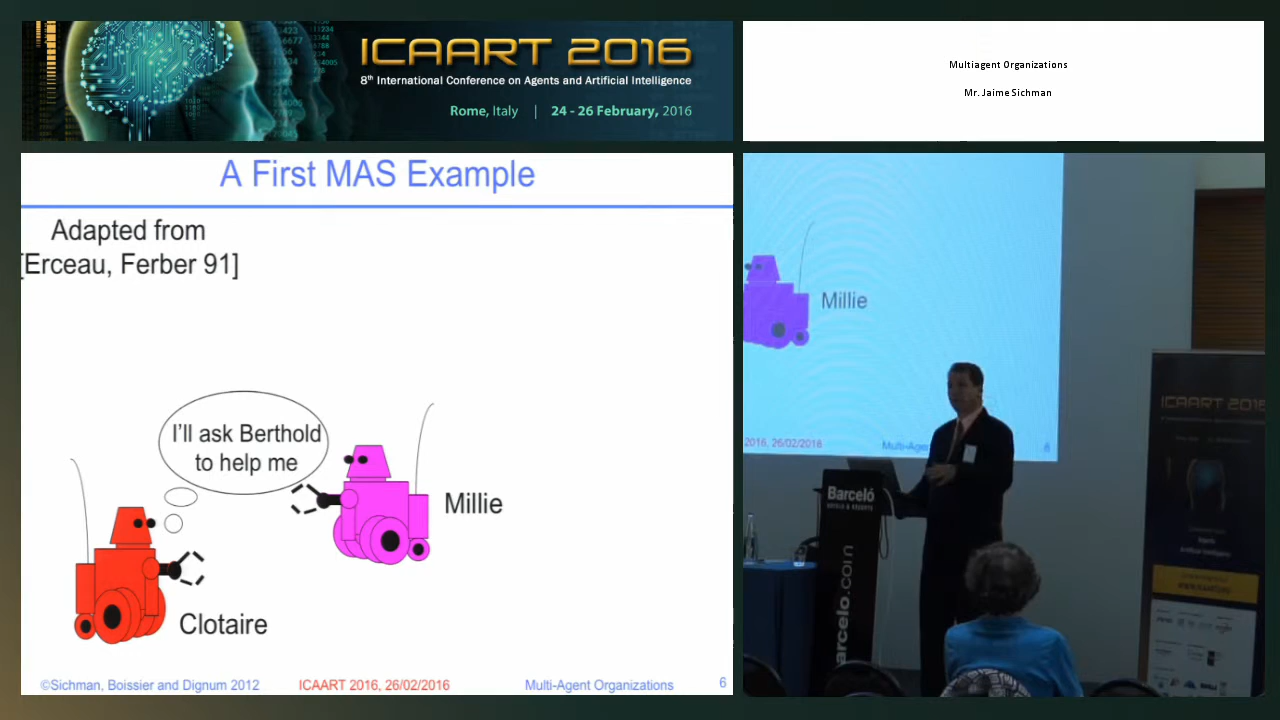 ICAART 2016
8th International Conference on Agents and Artificial Intelligence
Rome, Italy | 24 - 26 February, 2016
Multiagent Organizations
Mr. Jaime Sichman
A First MAS Example
Adapted from
[Erceau, Ferber 91]
I'll ask Berthold
to help me
Millie
Clotaire
©Sichman, Boissier and Dignum 2012
ICAART 2016, 26/02/2016
Multi-Agent Organizations
6
Millie
2016, 26/02/2016
6
Barceló
barcelo.com
ICAART 2016